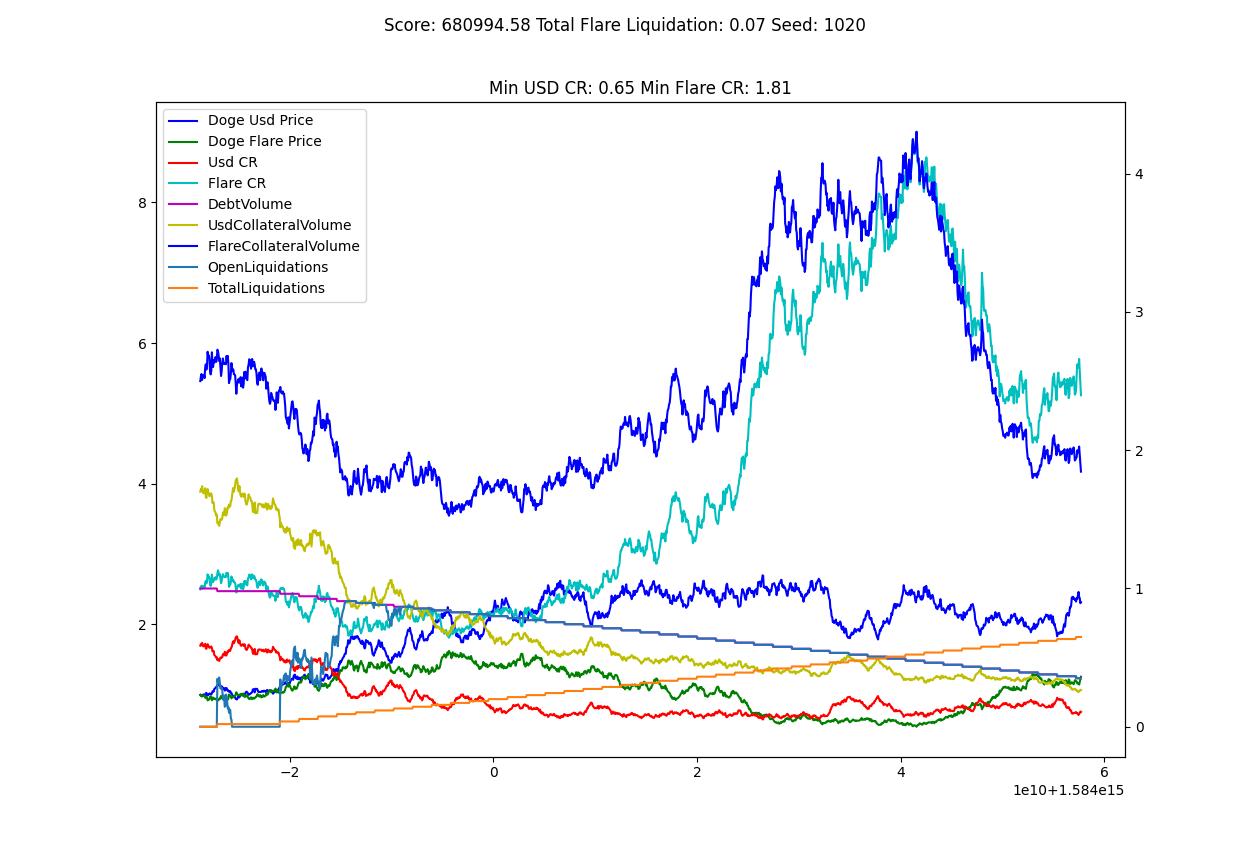 Score: 680994.58 Total Flare Liquidation: 0.07 Seed: 1020
Min USD CR: 0.65 Min Flare CR: 1.81
Doge Usd Price
Doge Flare Price
Usd CR
Flare CR
DebtVolume
UsdCollateralVolume
FlareCollateralVolume
OpenLiquidations
TotalLiquidations
8
6
4
2
4
3
2
1
0
−2 0 2 4 6
1e10+1.584e15